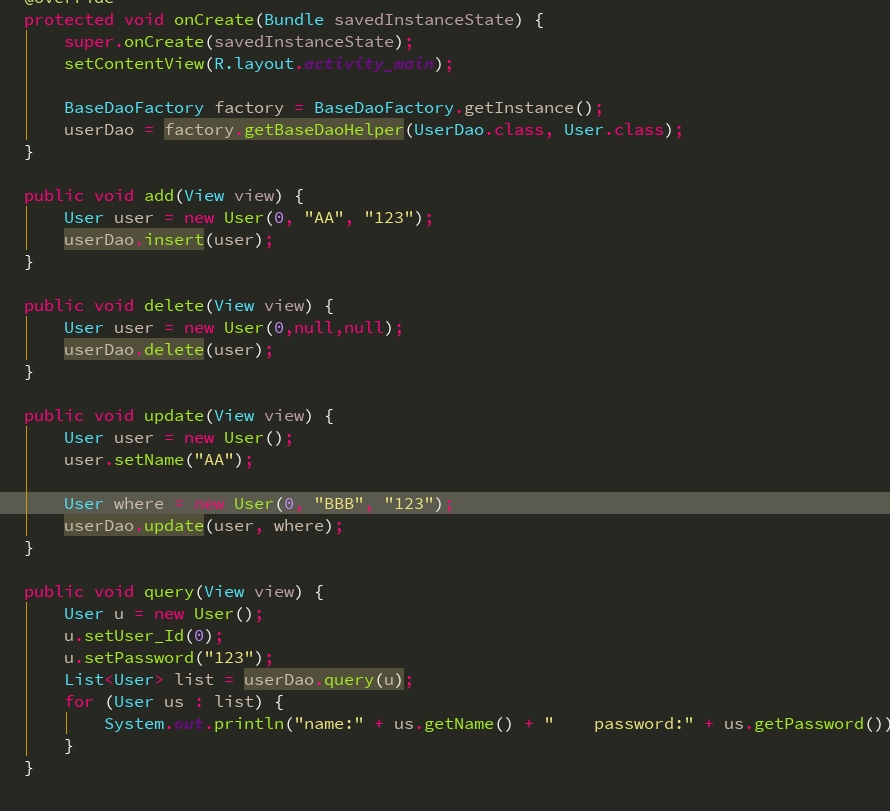 @Override
protected void onCreate(Bundle savedInstanceState) {
    super.onCreate(savedInstanceState);
    setContentView(R.layout.activity_main);
    BaseDaoFactory factory = BaseDaoFactory.getInstance();
    userDao = factory.getBaseDaoHelper(UserDao.class, User.class);
}
public void add(View view) {
    User user = new User(0, "AA", "123");
    userDao.insert(user);
}
public void delete(View view) {
    User user = new User(0,null,null);
    userDao.delete(user);
}
public void update(View view) {
    User user = new User();
    user.setName("AA");
    User where = new User(0, "BBB", "123");
    userDao.update(user, where);
}
public void query(View view) {
    User u = new User();
    u.setUser_Id(0);
    u.setPassword("123");
    List<User> list = userDao.query(u);
    for (User us : list) {
        System.out.println("name:" + us.getName() + "    password:" + us.getPassword())
    }
}